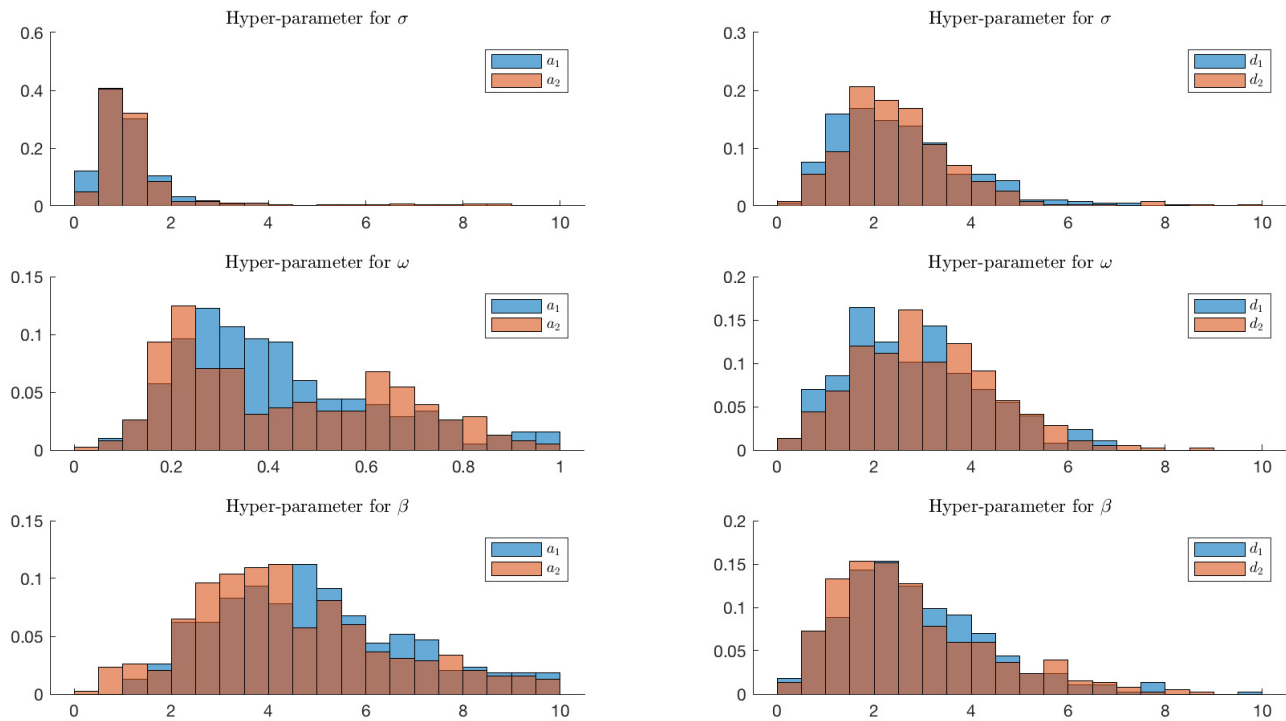 Hyper-parameter for σ
0.6
0.4
0.2
0
0 2 4 6 8 10
a₁
a₂
Hyper-parameter for σ
0.3
0.2
0.1
0
0 2 4 6 8 10
d₁
d₂
Hyper-parameter for ω
0.15
0.1
0.05
0
0 0.2 0.4 0.6 0.8 1
a₁
a₂
Hyper-parameter for ω
0.2
0.15
0.1
0.05
0
0 2 4 6 8 10
d₁
d₂
Hyper-parameter for β
0.15
0.1
0.05
0
0 2 4 6 8 10
a₁
a₂
Hyper-parameter for β
0.2
0.15
0.1
0.05
0
0 2 4 6 8 10
d₁
d₂